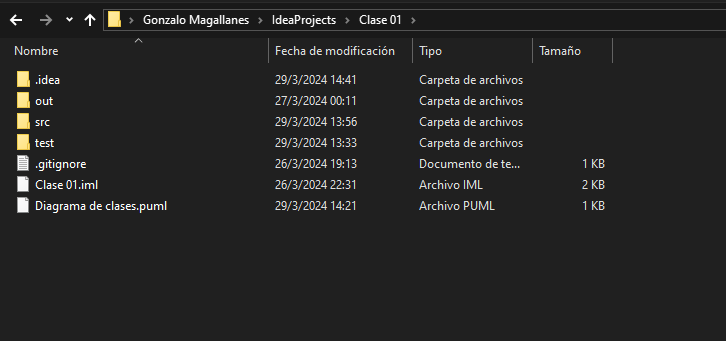 Gonzalo Magallanes > IdeaProjects > Clase 01 >
Nombre Fecha de modificación Tipo Tamaño
.idea 29/3/2024 14:41 Carpeta de archivos
out 27/3/2024 00:11 Carpeta de archivos
src 29/3/2024 13:56 Carpeta de archivos
test 29/3/2024 13:33 Carpeta de archivos
.gitignore 26/3/2024 19:13 Documento de te... 1 KB
Clase 01.iml 26/3/2024 22:31 Archivo IML 2 KB
Diagrama de clases.puml 29/3/2024 14:21 Archivo PUML 1 KB